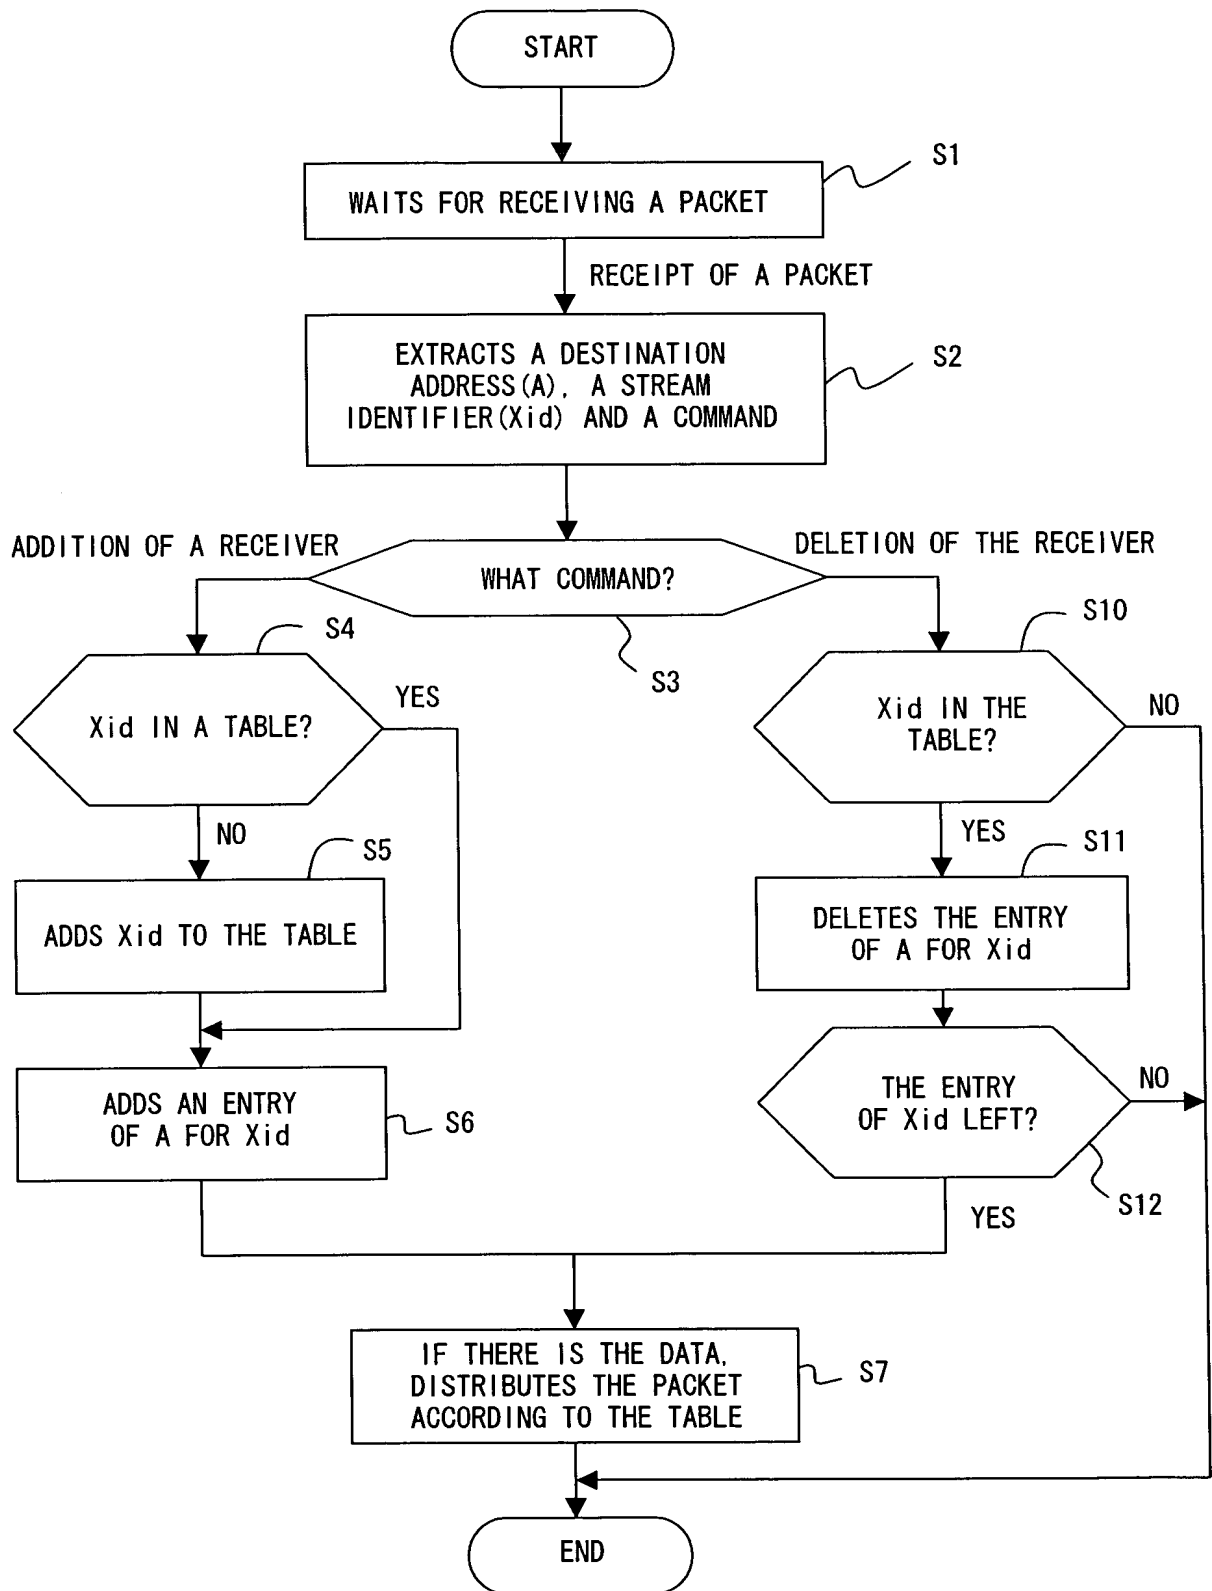 START
S1
WAITS FOR RECEIVING A PACKET
RECEIPT OF A PACKET
EXTRACTS A DESTINATION
ADDRESS(A), A STREAM
IDENTIFIER(Xid) AND A COMMAND
S2
ADDITION OF A RECEIVER
DELETION OF THE RECEIVER
WHAT COMMAND?
S3
S4
Xid IN A TABLE?
YES
NO
S5
ADDS Xid TO THE TABLE
ADDS AN ENTRY
OF A FOR Xid
S6
S10
Xid IN THE
TABLE?
NO
YES
S11
DELETES THE ENTRY
OF A FOR Xid
THE ENTRY
OF Xid LEFT?
NO
S12
YES
IF THERE IS THE DATA,
DISTRIBUTES THE PACKET
ACCORDING TO THE TABLE
S7
END